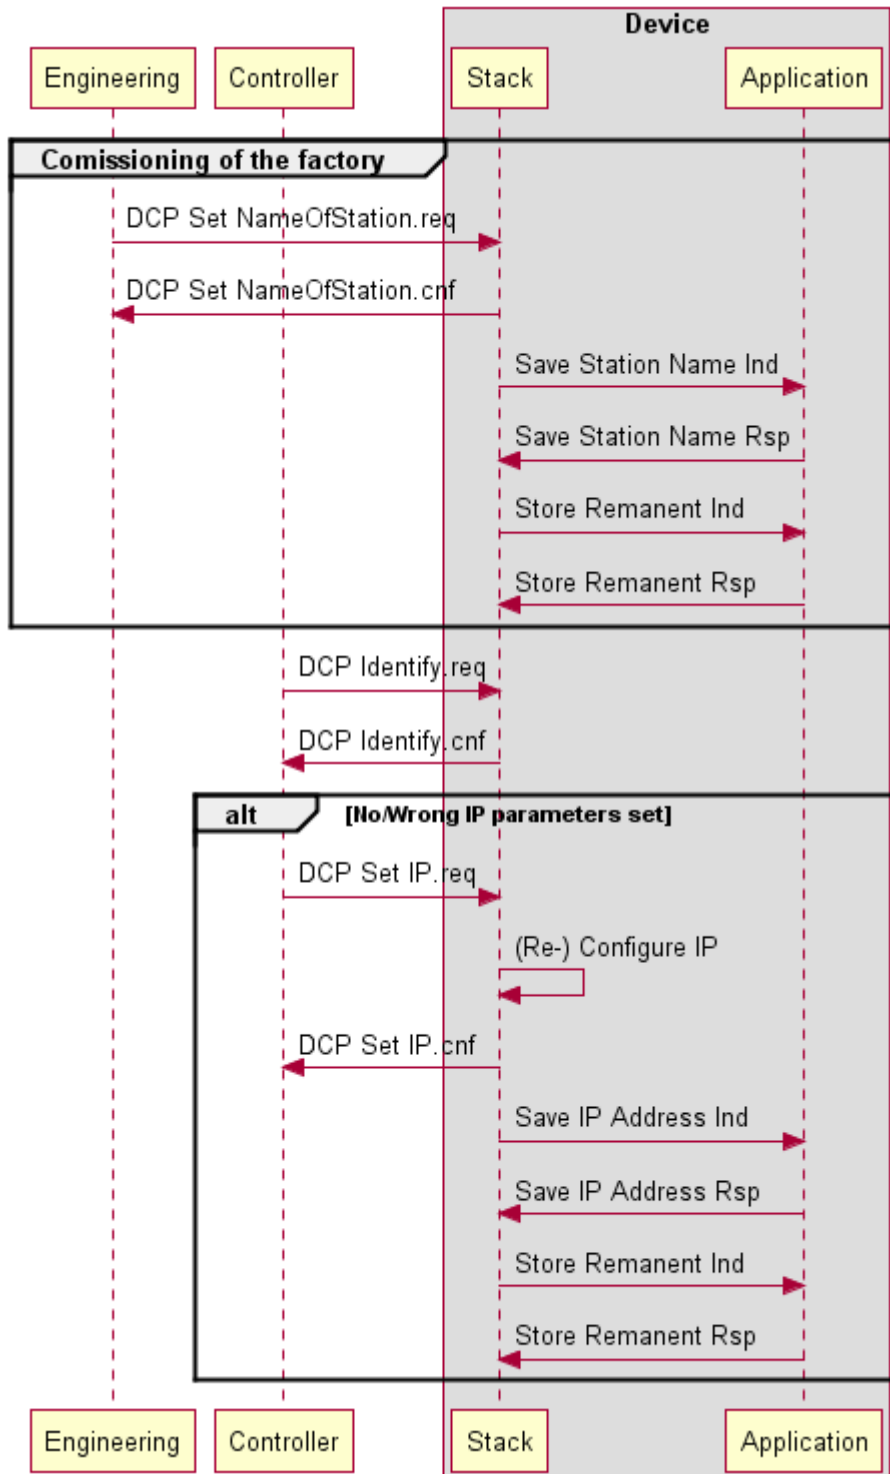 Device
Engineering Controller Stack Application
Comissioning of the factory
DCP Set NameOfStation.req
DCP Set NameOfStation.cnf
Save Station Name Ind
Save Station Name Rsp
Store Remanent Ind
Store Remanent Rsp
DCP Identify.req
DCP Identify.cnf
alt [No/Wrong IP parameters set]
DCP Set IP.req
(Re-) Configure IP
DCP Set IP.cnf
Save IP Address Ind
Save IP Address Rsp
Store Remanent Ind
Store Remanent Rsp
Engineering Controller Stack Application